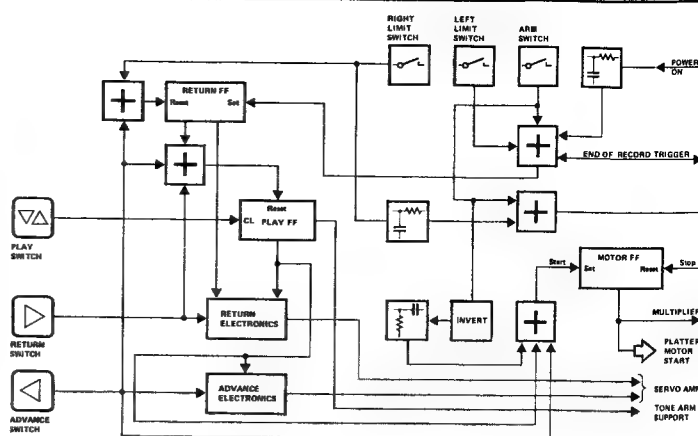 RIGHT
LIMIT
SWITCH
LEFT
LIMIT
SWITCH
ARM
SWITCH
POWER
ON
RETURN FF
Reset
Set
END OF RECORD TRIGGER
Reset
CL
PLAY FF
PLAY
SWITCH
MOTOR FF
Start
Set
Reset
Stop
RETURN
ELECTRONICS
INVERT
MULTIPLIER
PLATTER
MOTOR
START
RETURN
SWITCH
ADVANCE
ELECTRONICS
SERVO AMP
TONE ARM
SUPPORT
ADVANCE
SWITCH